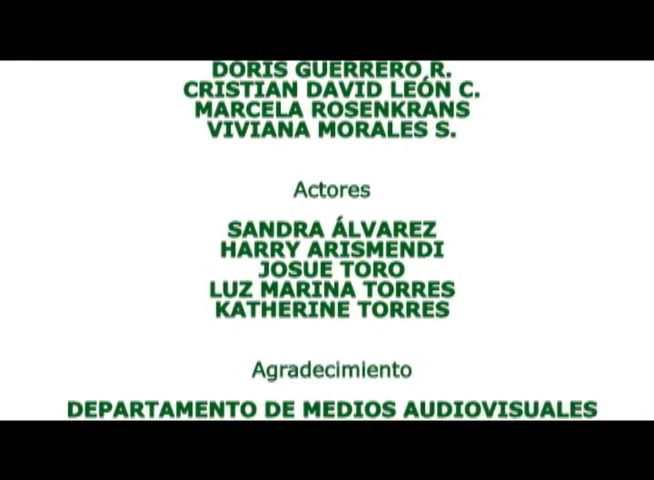 DORIS GUERRERO R.
CRISTIAN DAVID LEÓN C.
MARCELA ROSENKRANS
VIVIANA MORALES S.
Actores
SANDRA ÁLVAREZ
HARRY ARISMENDI
JOSUE TORO
LUZ MARINA TORRES
KATHERINE TORRES
Agradecimiento
DEPARTAMENTO DE MEDIOS AUDIOVISUALES